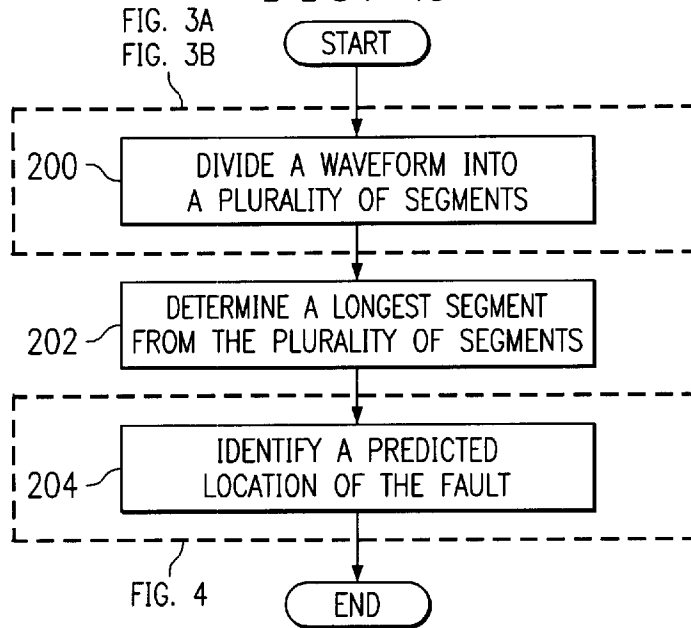 FIG. 3A
FIG. 3B
START
200
DIVIDE A WAVEFORM INTO
A PLURALITY OF SEGMENTS
202
DETERMINE A LONGEST SEGMENT
FROM THE PLURALITY OF SEGMENTS
204
IDENTIFY A PREDICTED
LOCATION OF THE FAULT
FIG. 4
END